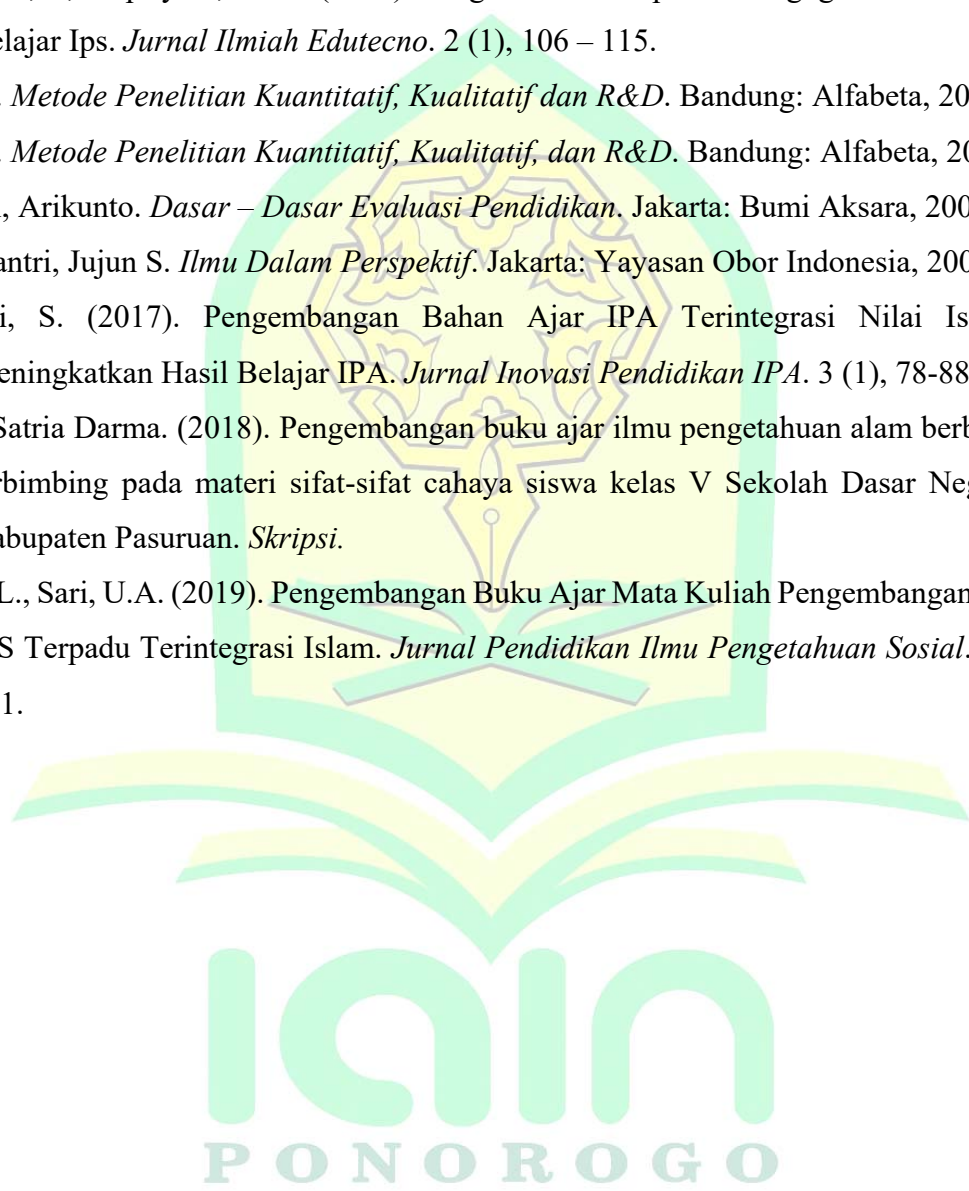 elajar Ips. Jurnal Ilmiah Edutecno. 2 (1), 106 – 115.
. Metode Penelitian Kuantitatif, Kualitatif dan R&D. Bandung: Alfabeta, 20
. Metode Penelitian Kuantitatif, Kualitatif, dan R&D. Bandung: Alfabeta, 20
, Arikunto. Dasar – Dasar Evaluasi Pendidikan. Jakarta: Bumi Aksara, 200
antri, Jujun S. Ilmu Dalam Perspektif. Jakarta: Yayasan Obor Indonesia, 200
i, S. (2017). Pengembangan Bahan Ajar IPA Terintegrasi Nilai Is
eningkatkan Hasil Belajar IPA. Jurnal Inovasi Pendidikan IPA. 3 (1), 78-88
Satria Darma. (2018). Pengembangan buku ajar ilmu pengetahuan alam berb
rbimbing pada materi sifat-sifat cahaya siswa kelas V Sekolah Dasar Neg
abupaten Pasuruan. Skripsi.
L., Sari, U.A. (2019). Pengembangan Buku Ajar Mata Kuliah Pengembangan
S Terpadu Terintegrasi Islam. Jurnal Pendidikan Ilmu Pengetahuan Sosial.
1.
iain
PONOROGO